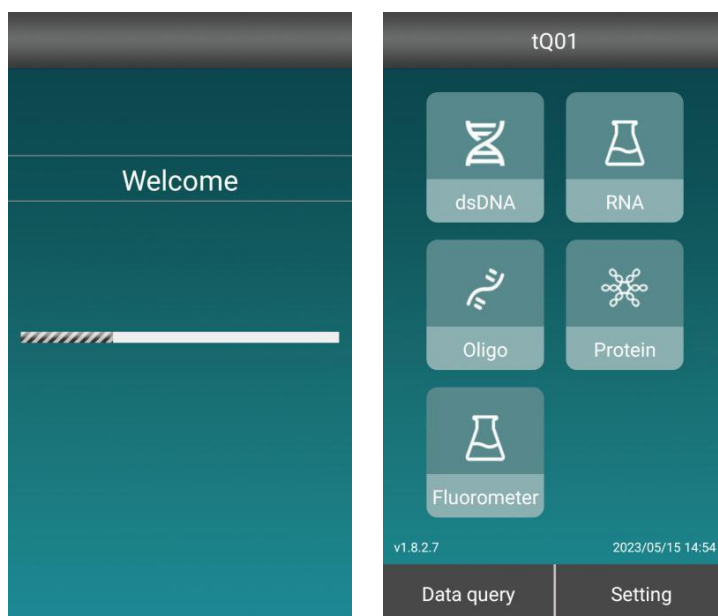 Welcome
tQ01
dsDNA
RNA
Oligo
Protein
Fluorometer
v1.8.2.7
2023/05/15 14:54
Data query
Setting